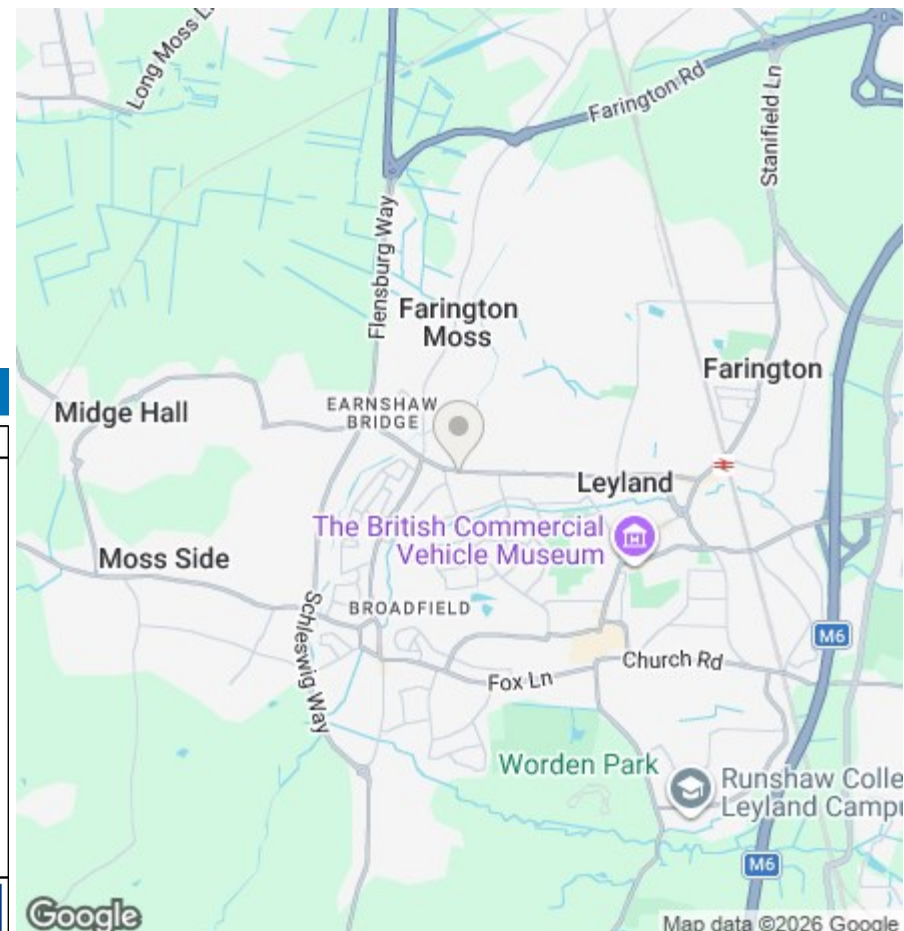 Long Moss L
Farington Rd
Stanifield Ln
Flensburg Way
Farington
Moss
Farington
Midge Hall
EARNSHAW
BRIDGE
Leyland
The British Commercial
Vehicle Museum
Moss Side
BROADFIELD
Schleswig Way
M6
Church Rd
Fox Ln
Worden Park
Runshaw Colle
Leyland Campu
M6
Google
Map data ©2026 Google